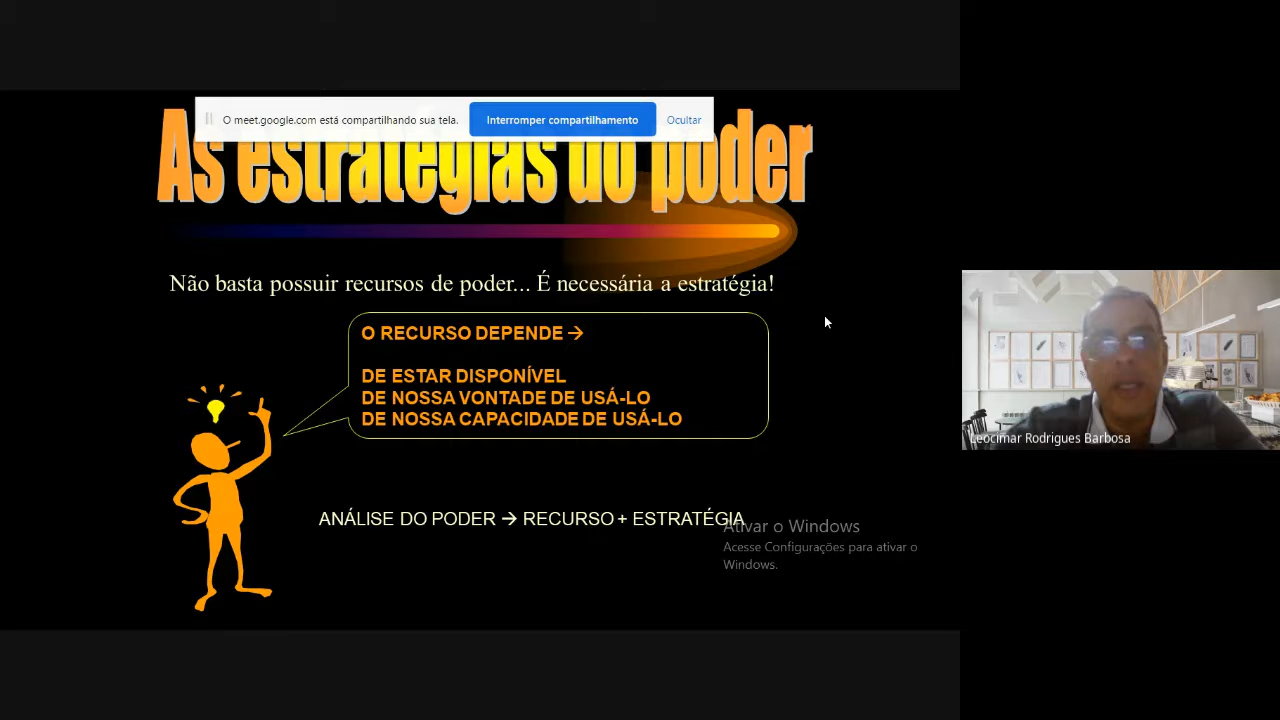 O meet.google.com está compartilhando sua tela.
Interromper compartilhamento
Ocultar
As estratégias do poder
Não basta possuir recursos de poder... É necessária a estratégia!
O RECURSO DEPENDE →
DE ESTAR DISPONÍVEL
DE NOSSA VONTADE DE USÁ-LO
DE NOSSA CAPACIDADE DE USÁ-LO
ANÁLISE DO PODER → RECURSO + ESTRATÉGIA
Ativar o Windows
Acesse Configurações para ativar o
Windows.
Leocimar Rodrigues Barbosa